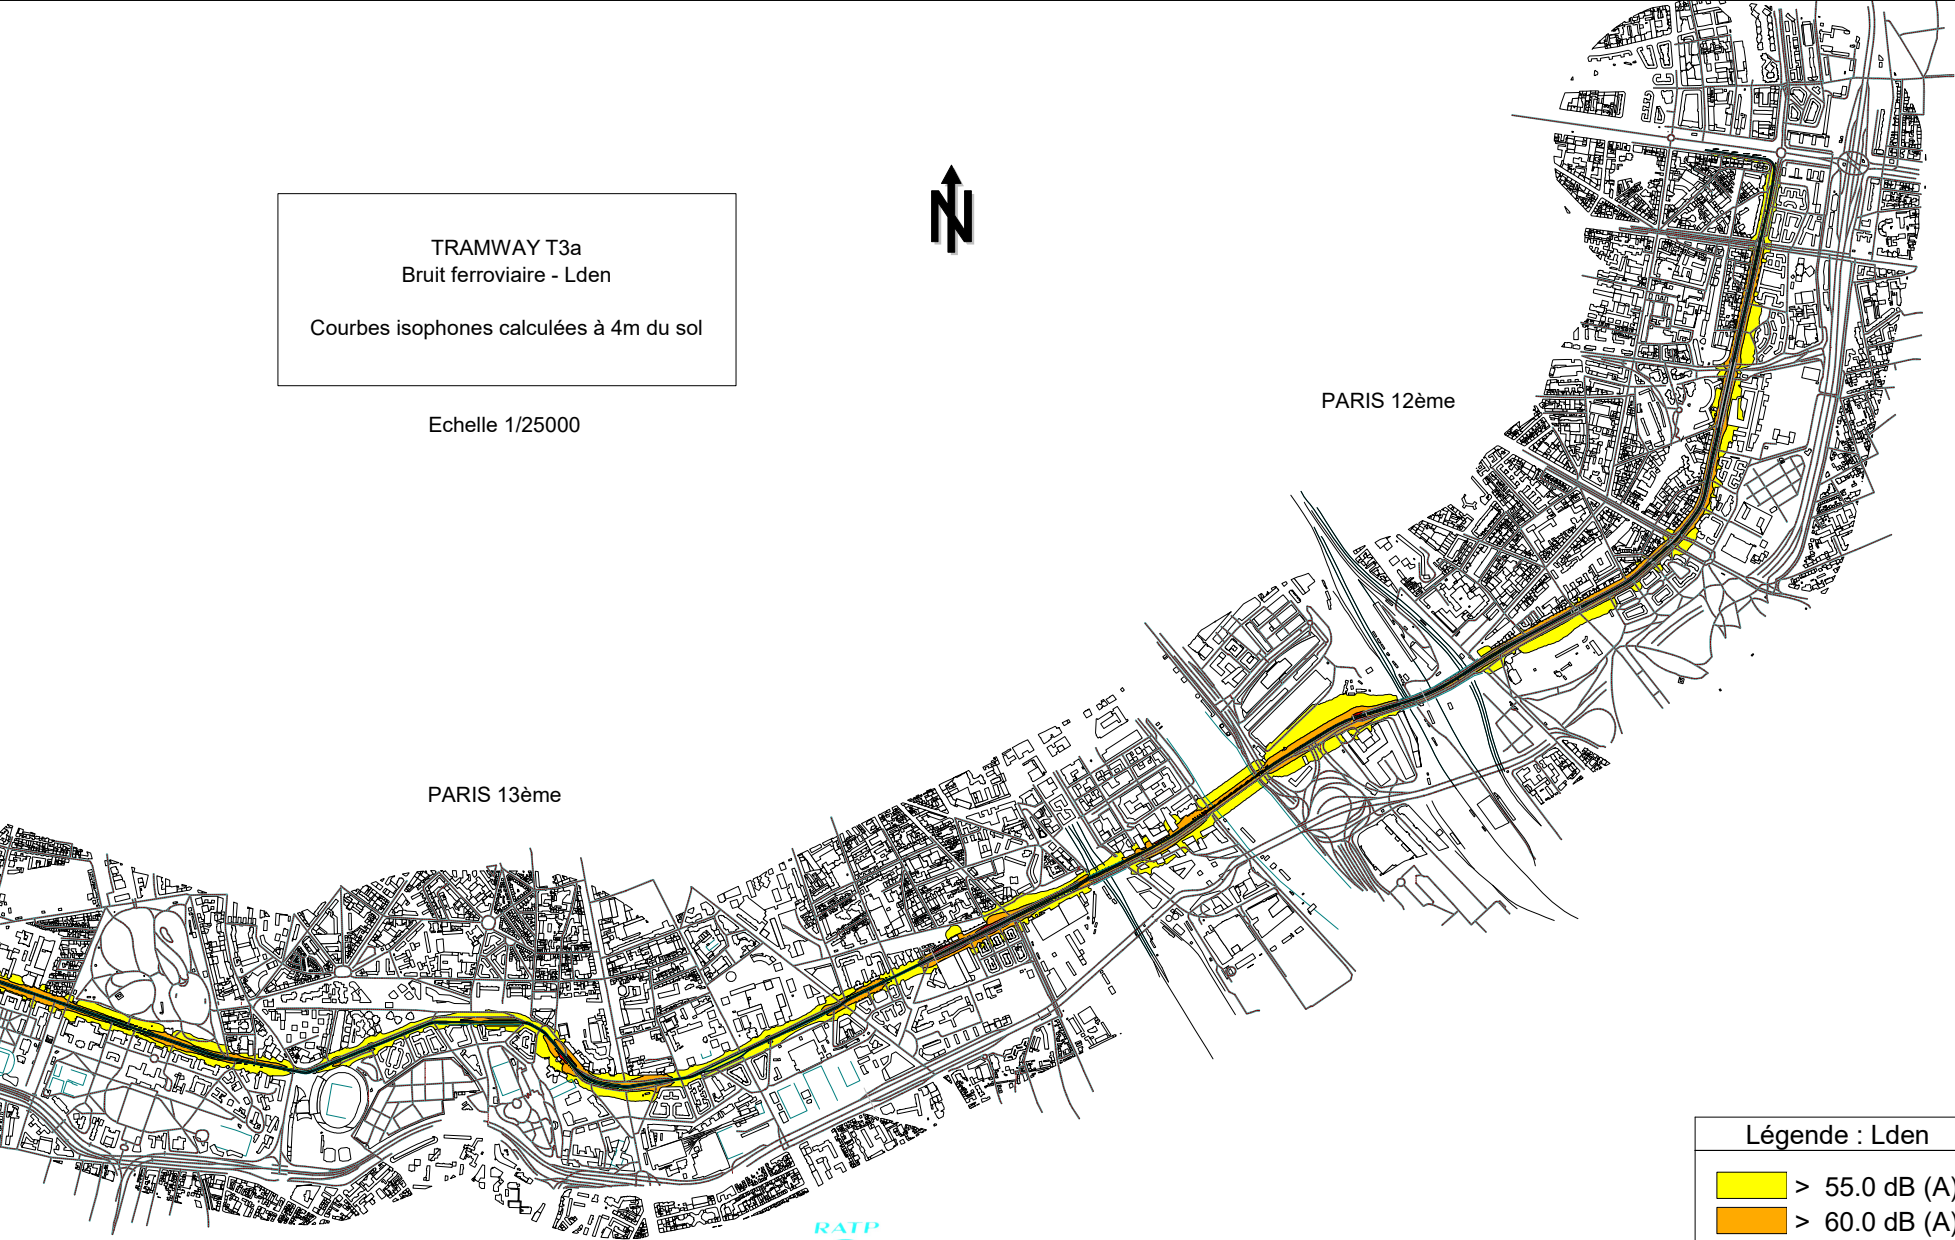 TRAMWAY T3a
Bruit ferroviaire - Lden
Courbes isophones calculées à 4m du sol
Echelle 1/25000
N
PARIS 12ème
PARIS 13ème
Légende : Lden
> 55.0 dB (A)
> 60.0 dB (A)
RATP